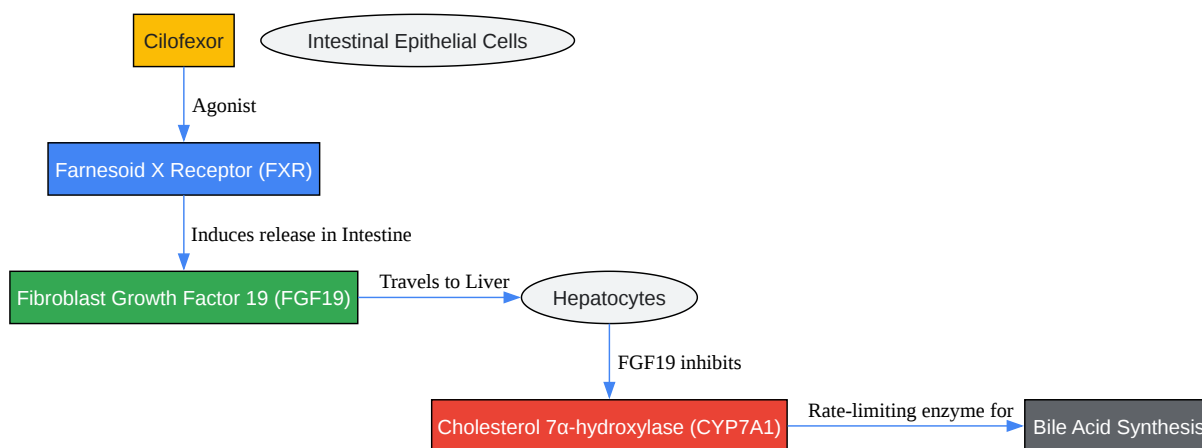 Cilofexor
Intestinal Epithelial Cells
Agonist
Farnesoid X Receptor (FXR)
Induces release in Intestine
Fibroblast Growth Factor 19 (FGF19)
Travels to Liver
Hepatocytes
FGF19 inhibits
Cholesterol 7α-hydroxylase (CYP7A1)
Rate-limiting enzyme for
Bile Acid Synthesis